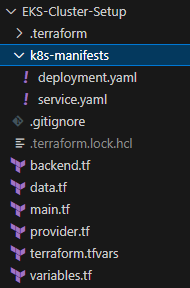 EKS-Cluster-Setup
.terraform
k8s-manifests
deployment.yaml
service.yaml
.gitignore
.terraform.lock.hcl
backend.tf
data.tf
main.tf
provider.tf
terraform.tfvars
variables.tf